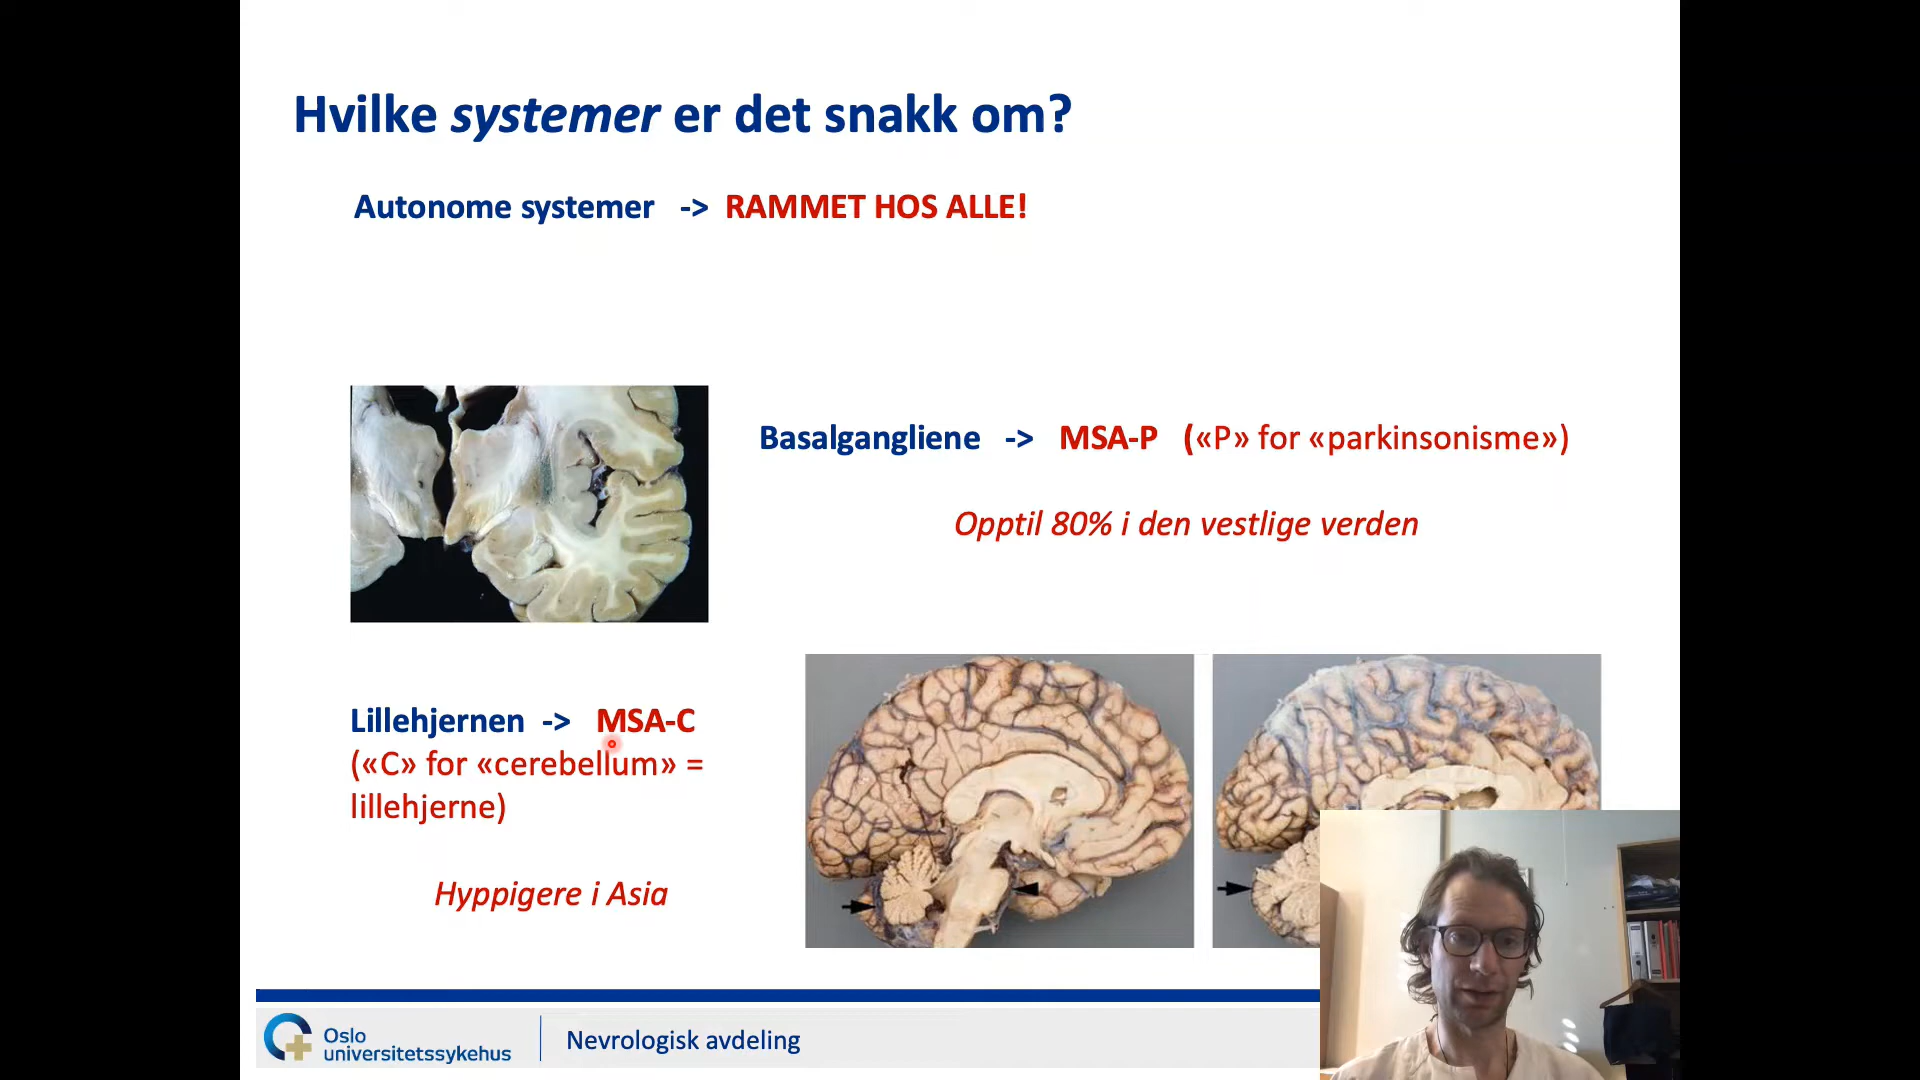 Hvilke systemer er det snakk om?
Autonome systemer -> RAMMET HOS ALLE!
Basalgangliene -> MSA-P («P» for «parkinsonisme»)
Opptil 80% i den vestlige verden
Lillehjernen -> MSA-C
(«C» for «cerebellum» =
lillehjerne)
Hyppigere i Asia
Oslo
universitetssykehus
Nevrologisk avdeling